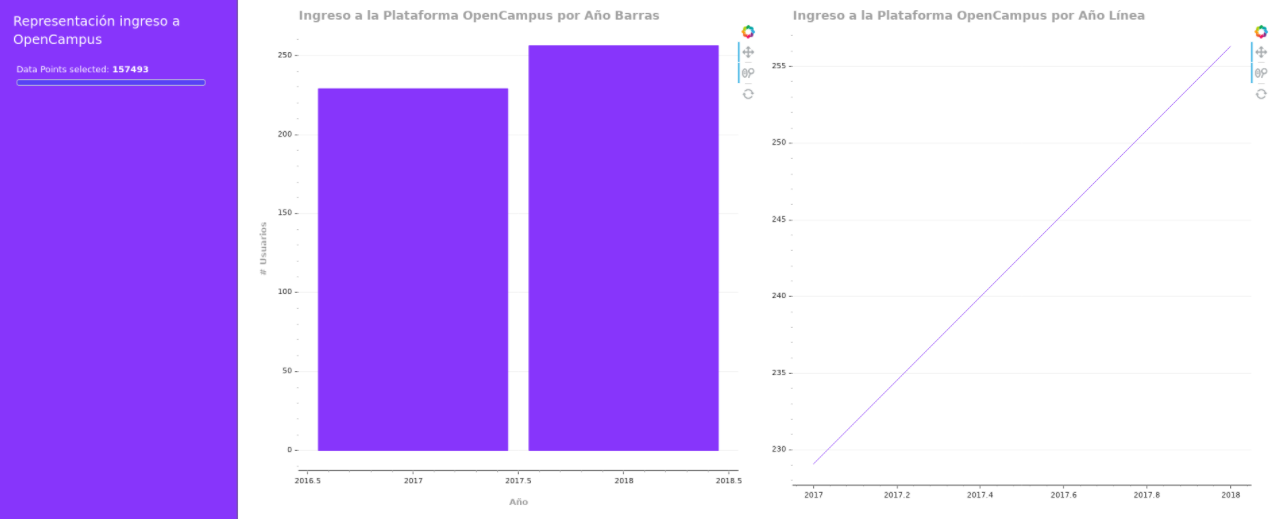 Representación ingreso a
OpenCampus
Data Points selected: 157493
Ingreso a la Plataforma OpenCampus por Año Barras
250
200
150
100
50
0
# Usuarios
2016.5 2017 2017.5 2018 2018.5
Año
Ingreso a la Plataforma OpenCampus por Año Línea
255
250
245
240
235
230
2017 2017.2 2017.4 2017.6 2017.8 2018